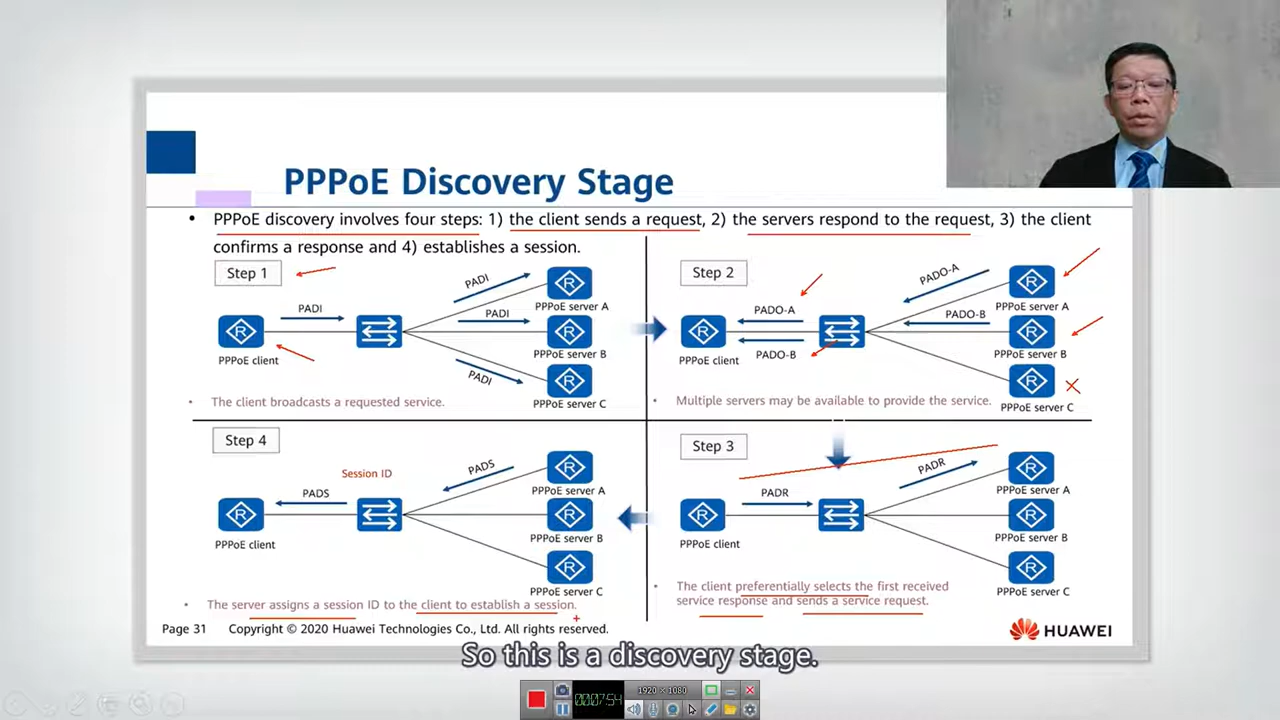 PPPoE Discovery Stage
• PPPoE discovery involves four steps: 1) the client sends a request, 2) the servers respond to the request, 3) the client
confirms a response and 4) establishes a session.
Step 1
PADI
PADI
PADI
PADI
PPPoE client
PPPoE server A
PPPoE server B
PPPoE server C
• The client broadcasts a requested service.
Step 2
PADO-A
PADO-B
PADO-A
PADO-B
PPPoE client
PPPoE server A
PPPoE server B
PPPoE server C
• Multiple servers may be available to provide the service.
Step 4
Session ID
PADS
PADS
PPPoE client
PPPoE server A
PPPoE server B
PPPoE server C
• The server assigns a session ID to the client to establish a session.
Step 3
PADR
PADR
PPPoE client
PPPoE server A
PPPoE server B
PPPoE server C
• The client preferentially selects the first received
service response and sends a service request.
Page 31 Copyright © 2020 Huawei Technologies Co., Ltd. All rights reserved.
HUAWEI
So this is a discovery stage.
1920 × 1080
000:07:54